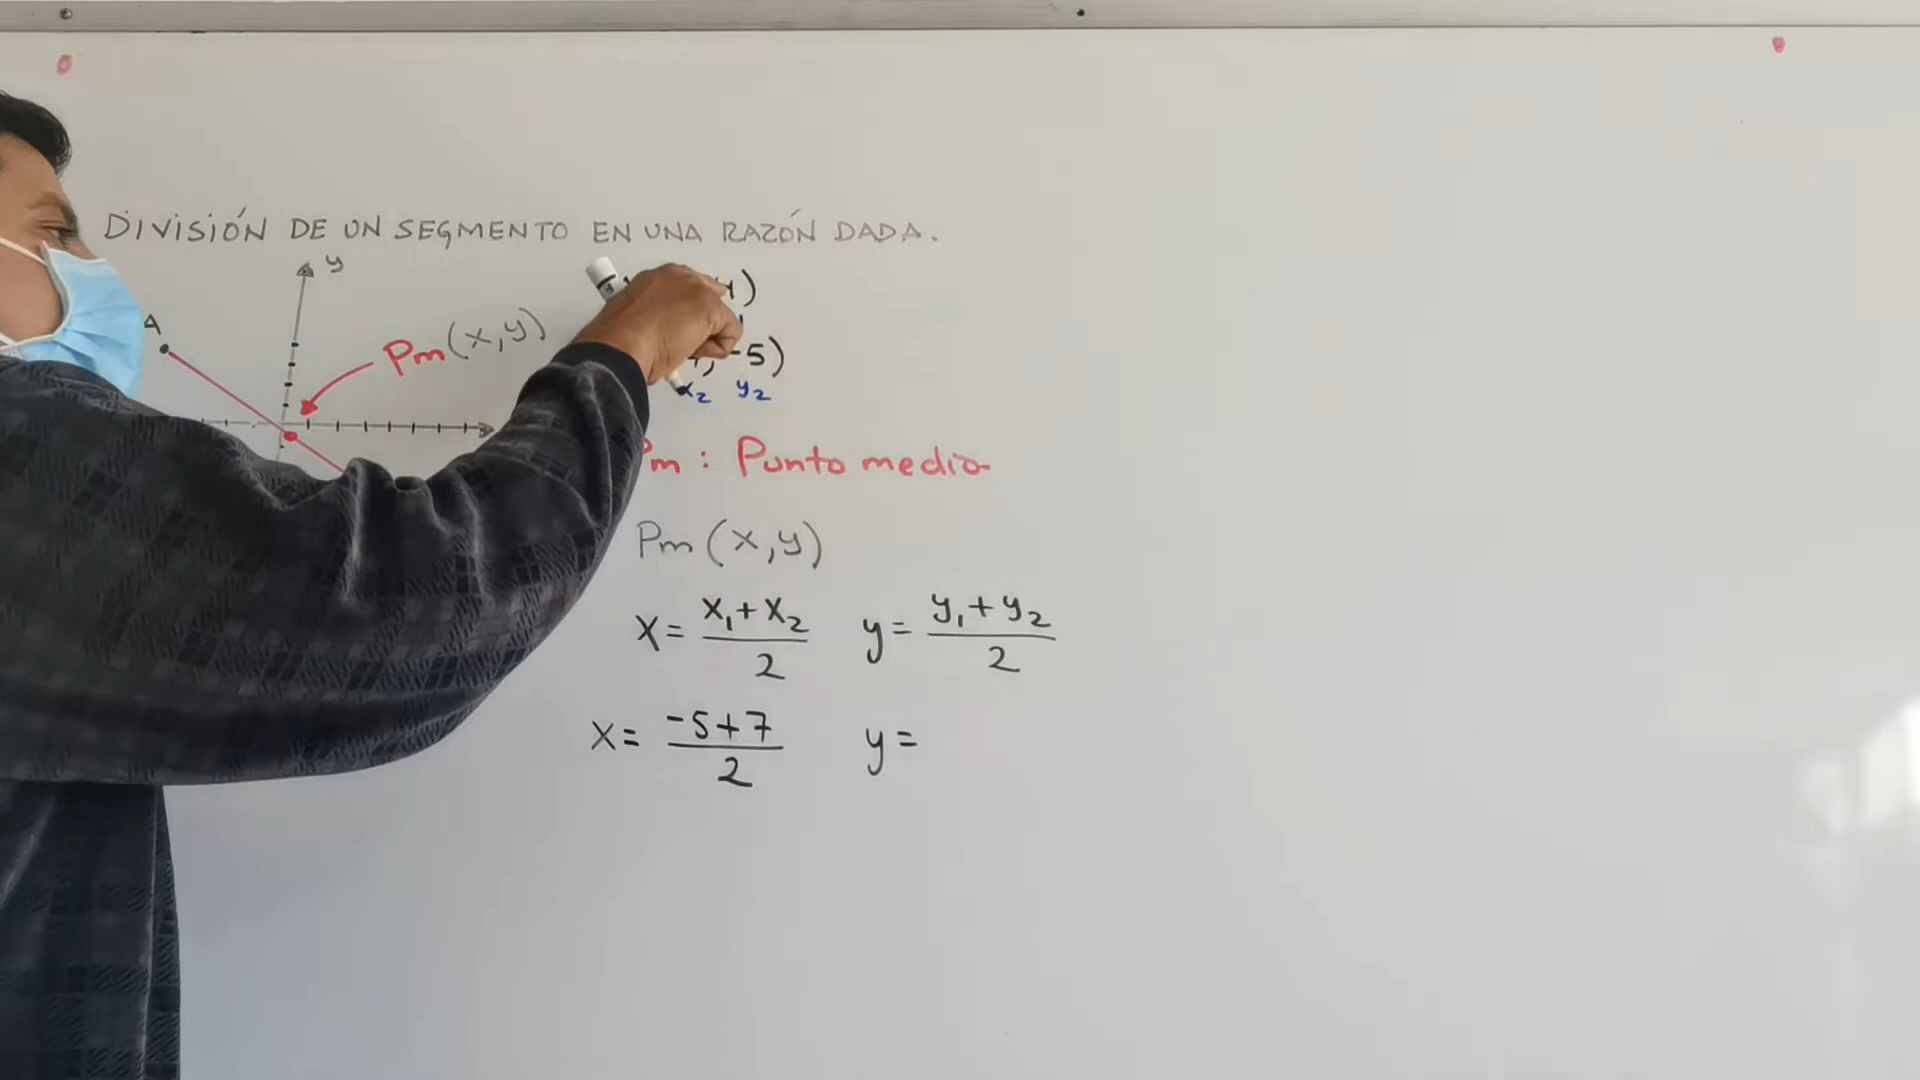 DIVISIÓN DE UN SEGMENTO EN UNA RAZÓN DADA.
y
A
Pm(x,y)
4)
, -5)
x2 y2
Pm : Punto medio
Pm (x,y)
x= x1+x2/2 y= y1+y2/2
x= -5+7/2 y=